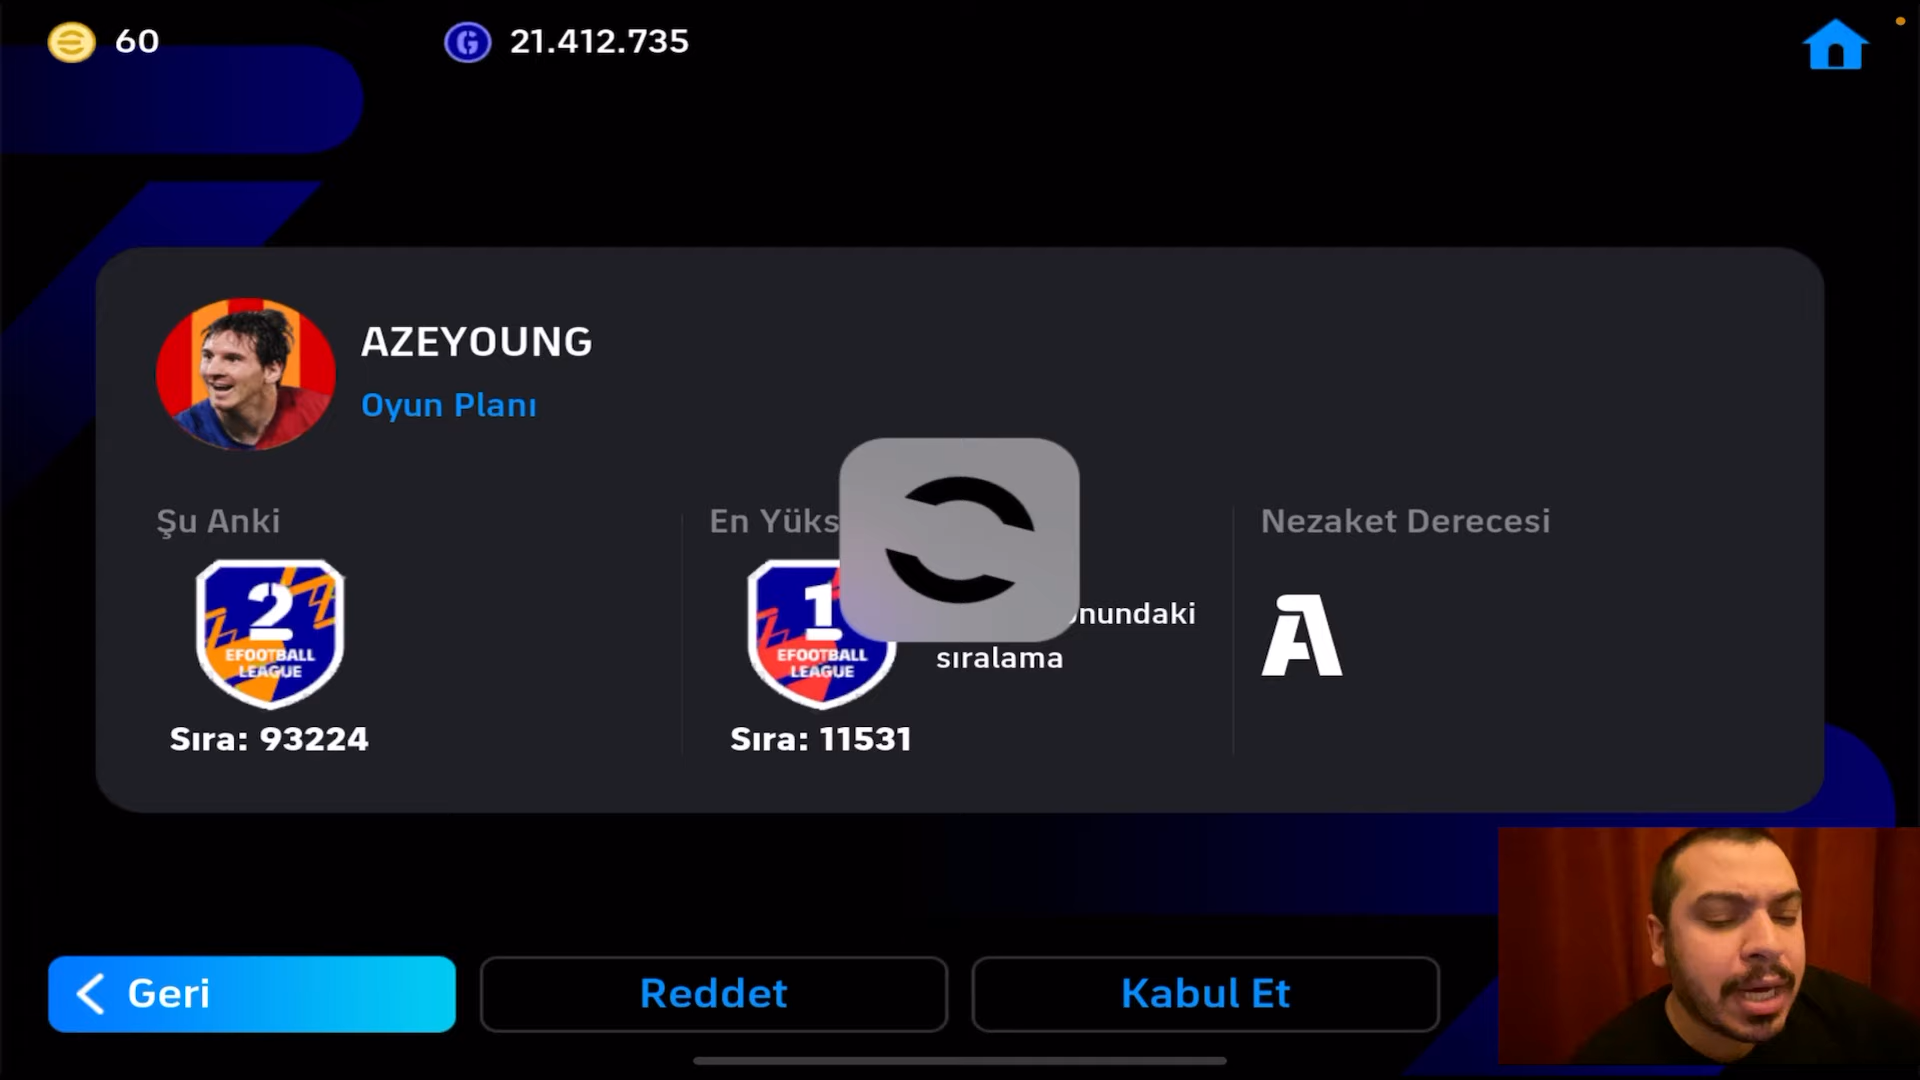 60
21.412.735
AZEYOUNG
Oyun Planı
Şu Anki
2
EFOOTBALL
LEAGUE
Sıra: 93224
En Yüks
1
EFOOTBALL
LEAGUE
sıralama
Sıra: 11531
Nezaket Derecesi
A
Geri
Reddet
Kabul Et